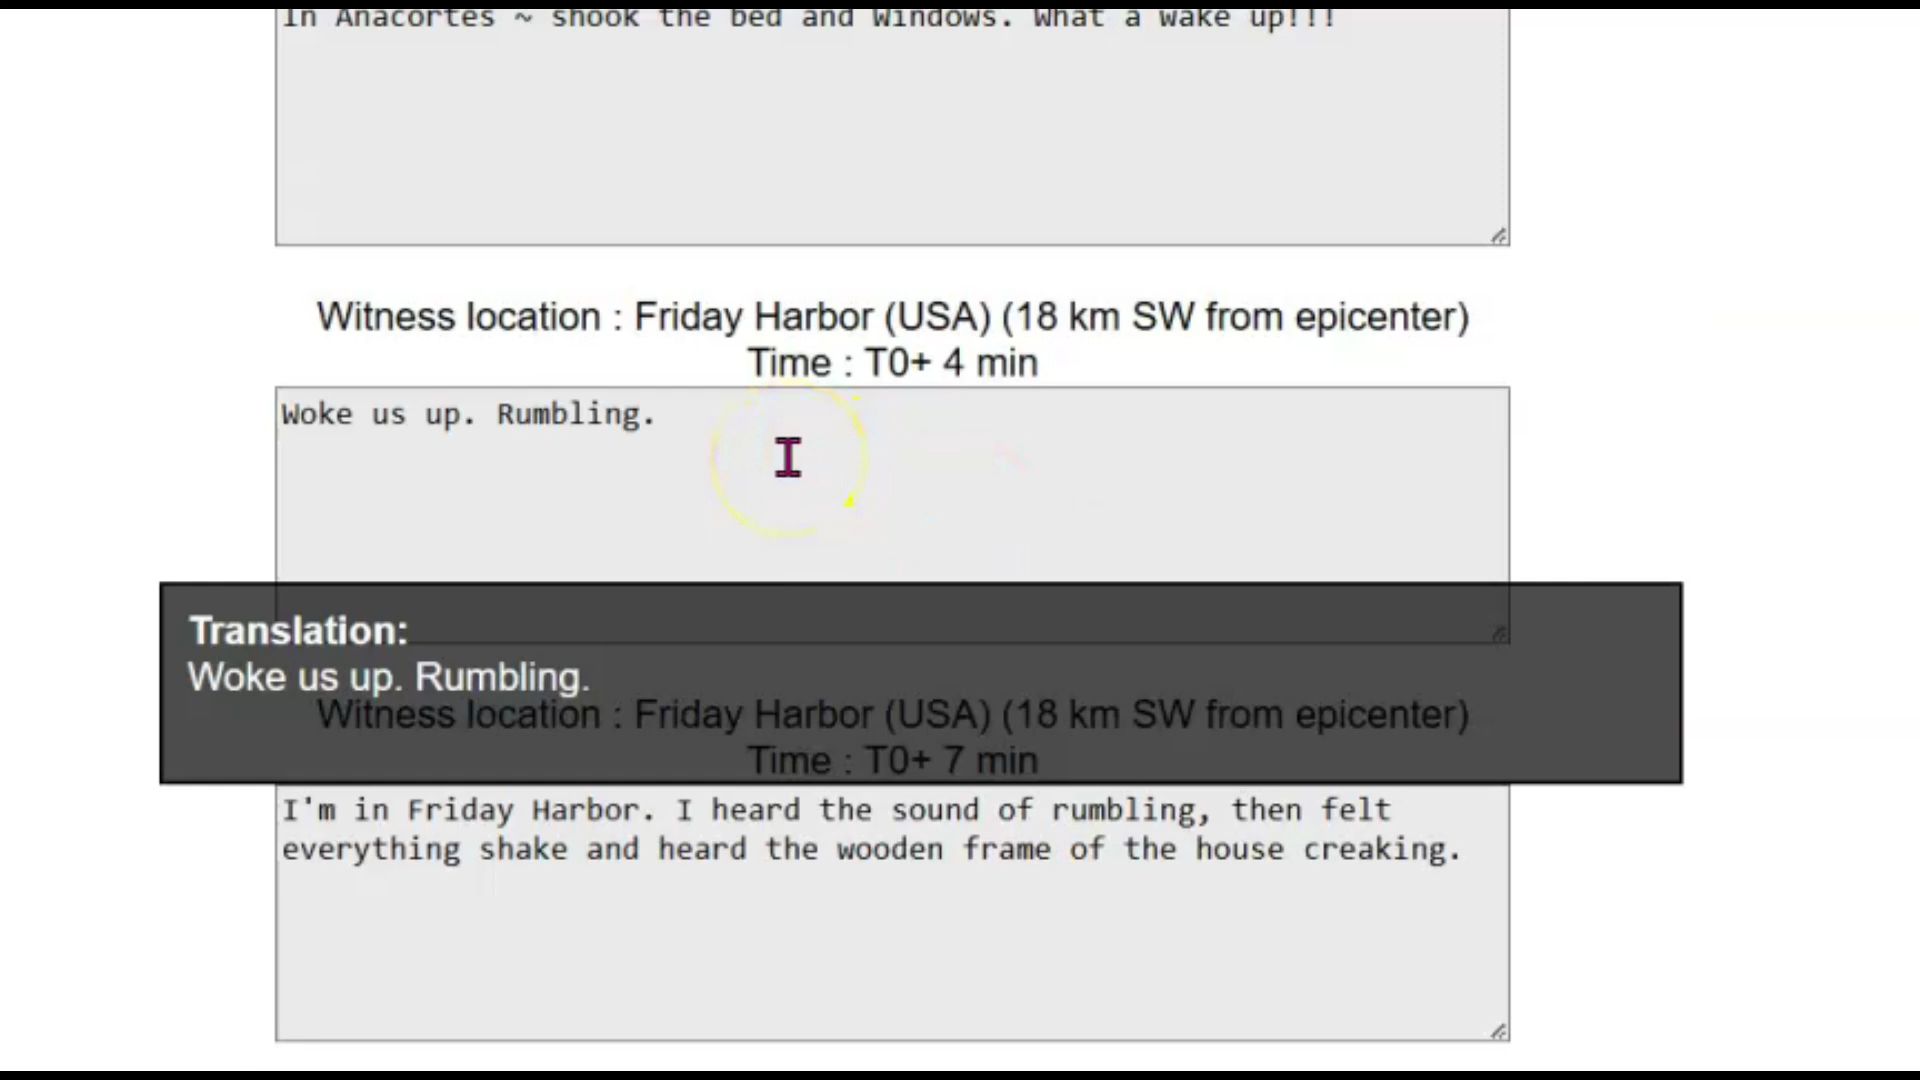 In Anacortes ~ shook the bed and Windows. What a wake up!!!
Witness location : Friday Harbor (USA) (18 km SW from epicenter)
Time : T0+ 4 min
Woke us up. Rumbling.
Translation:
Woke us up. Rumbling.
Witness location : Friday Harbor (USA) (18 km SW from epicenter)
Time : T0+ 7 min
I'm in Friday Harbor. I heard the sound of rumbling, then felt
everything shake and heard the wooden frame of the house creaking.